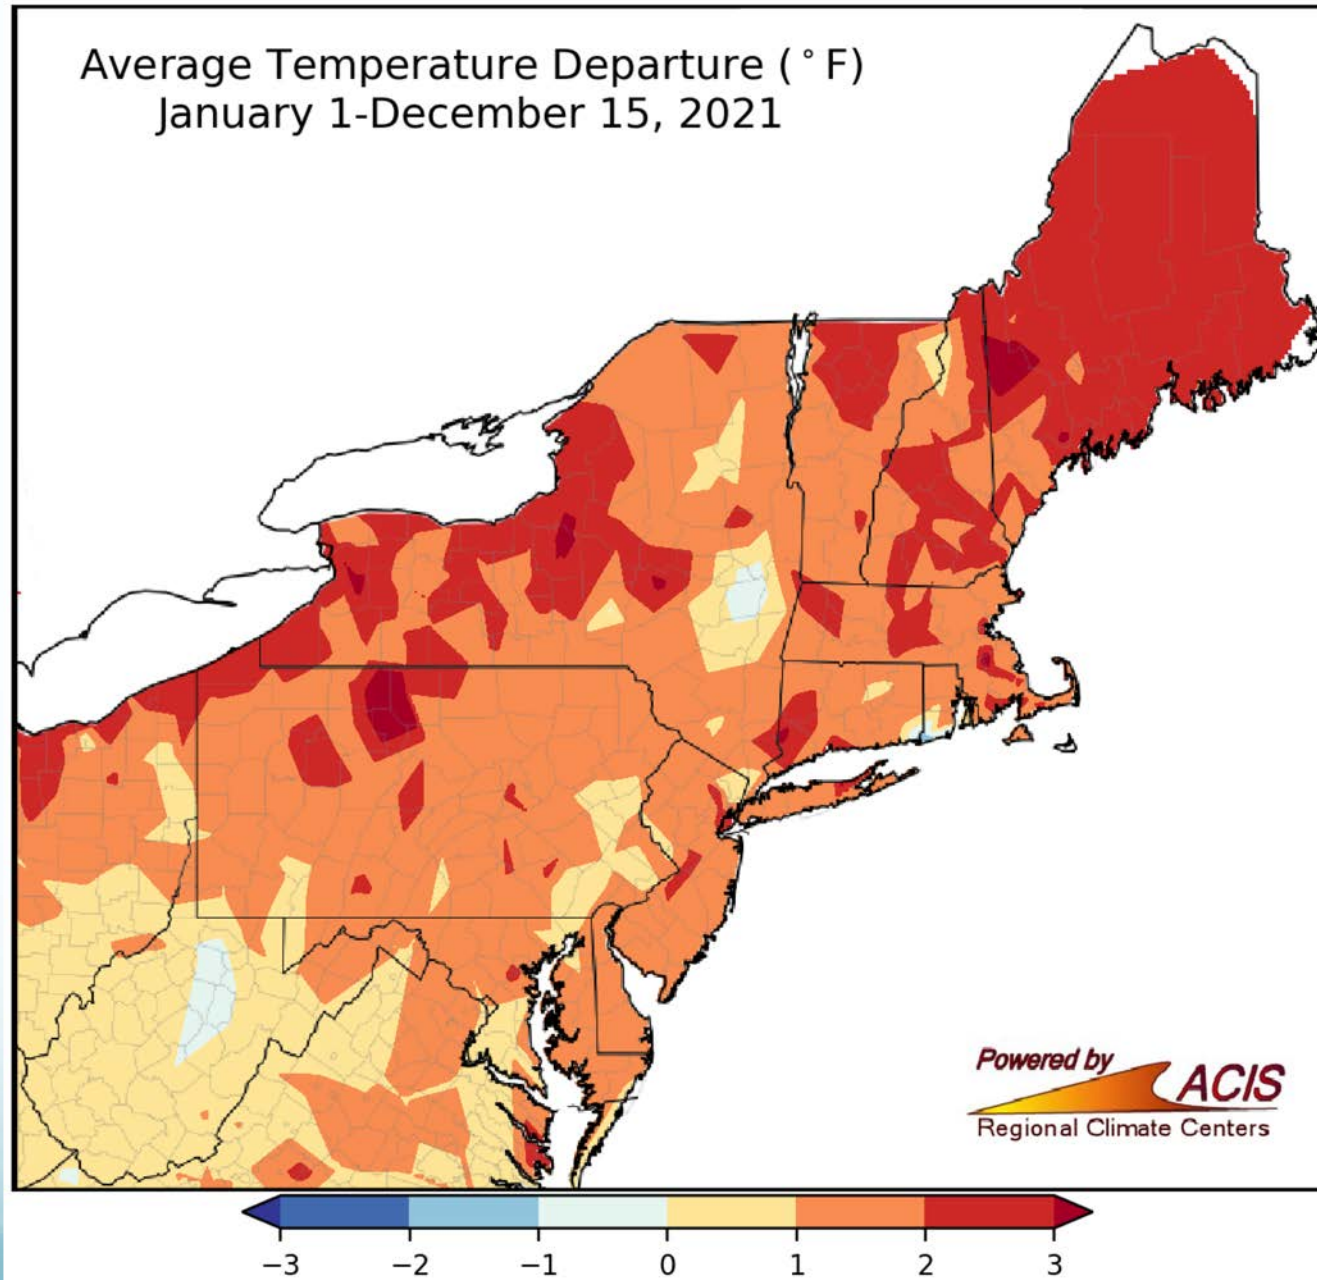 Average Temperature Departure (°F)
January 1-December 15, 2021
Powered by
ACIS
Regional Climate Centers
−3 −2 −1 0 1 2 3